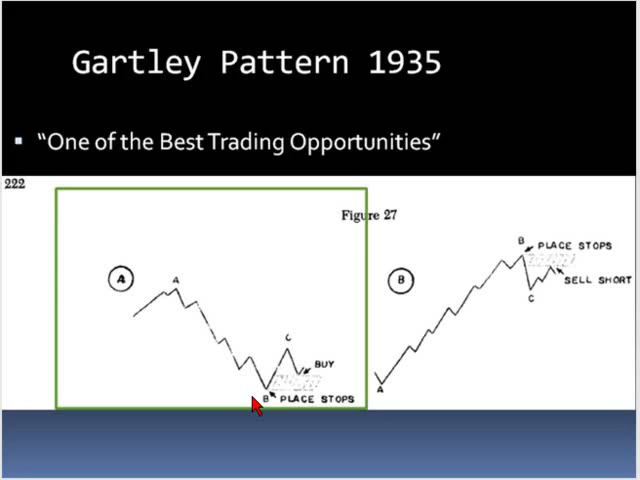 Gartley Pattern 1935
▪ “One of the Best Trading Opportunities”
222
Figure 27
A
A
C
BUY
B
PLACE STOPS
B
B
PLACE STOPS
SELL SHORT
C
A